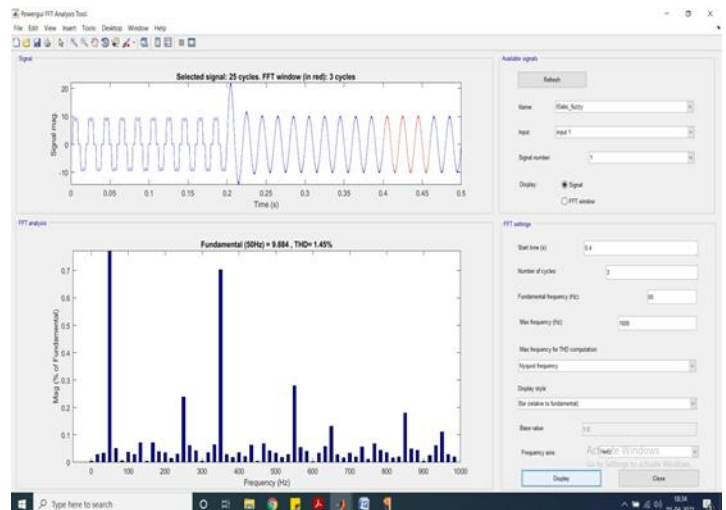 Powergui FFT Analysis Tool.
File Edit View Insert Tools Desktop Window Help
Signal
Selected signal: 25 cycles. FFT window (in red): 3 cycles
20
10
0
-10
Signal mag.
0 0.05 0.1 0.15 0.2 0.25 0.3 0.35 0.4 0.45 0.5
Time (s)
FFT analysis
Fundamental (50Hz) = 9.884 , THD= 1.45%
0.7
0.6
0.5
0.4
0.3
0.2
0.1
0
Mag (% of Fundamental)
0 100 200 300 400 500 600 700 800 900 1000
Frequency (Hz)
Available signals
Refresh
Name:
Input: input 1
Signal number: 1
Display: Signal
FFT window
FFT settings
Start time (s): 0.4
Number of cycles: 3
Fundamental frequency (Hz): 50
Max frequency (Hz): 1000
Max frequency for THD computation:
Nyquist frequency
Display style:
Bar (relative to fundamental)
Base value: 1.0
Frequency axis: Hertz
Activate Windows
Go to Settings to activate Windows.
Display Close
Type here to search
18:34